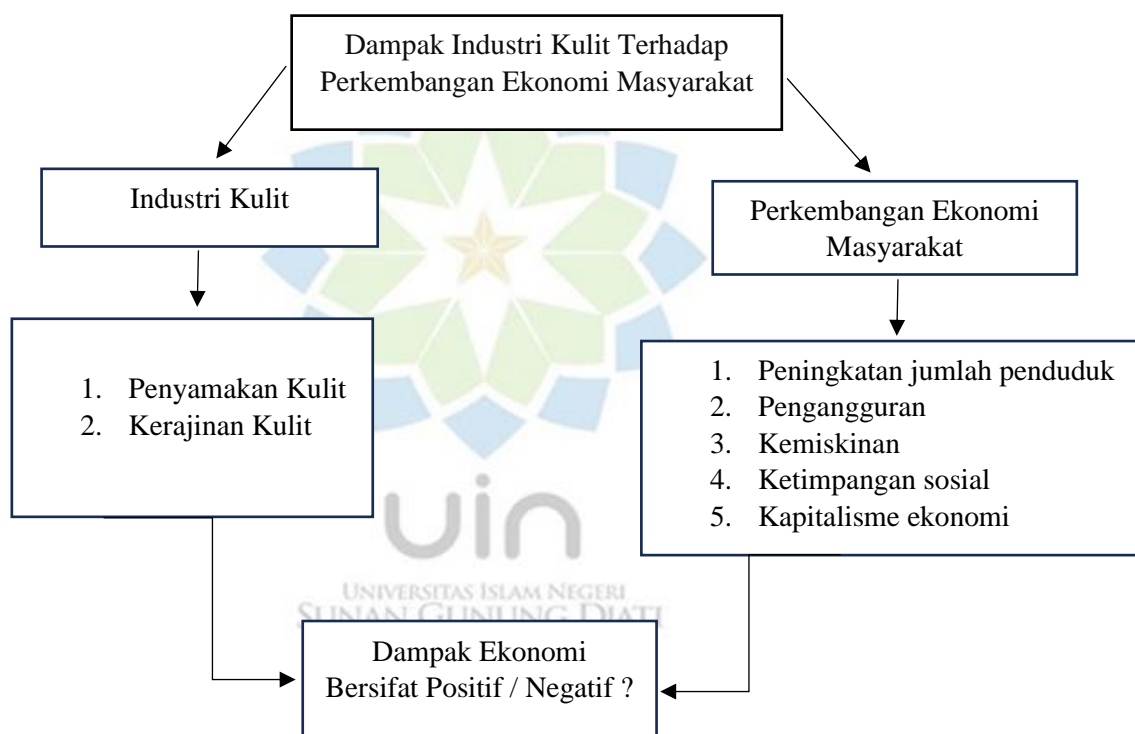 Dampak Industri Kulit Terhadap
Perkembangan Ekonomi Masyarakat
Industri Kulit
Perkembangan Ekonomi
Masyarakat
1. Penyamakan Kulit
2. Kerajinan Kulit
1. Peningkatan jumlah penduduk
2. Pengangguran
3. Kemiskinan
4. Ketimpangan sosial
5. Kapitalisme ekonomi
uin
UNIVERSITAS ISLAM NEGERI
SUNAN GUNUNG DJATI
Dampak Ekonomi
Bersifat Positif / Negatif ?